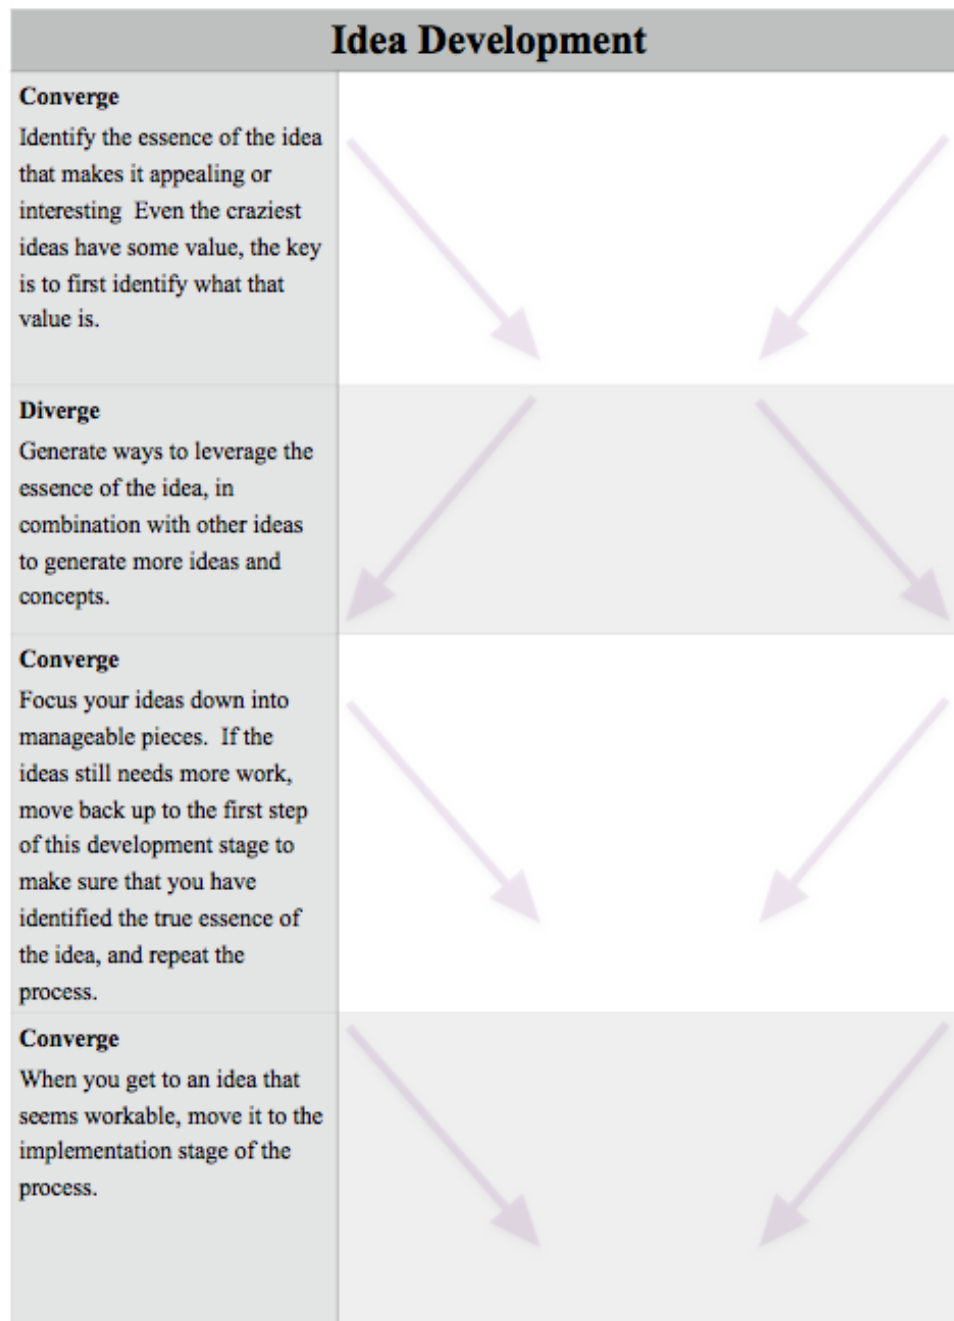 Idea Development
Converge
Identify the essence of the idea
that makes it appealing or
interesting  Even the craziest
ideas have some value, the key
is to first identify what that
value is.
Diverge
Generate ways to leverage the
essence of the idea, in
combination with other ideas
to generate more ideas and
concepts.
Converge
Focus your ideas down into
manageable pieces.  If the
ideas still needs more work,
move back up to the first step
of this development stage to
make sure that you have
identified the true essence of
the idea, and repeat the
process.
Converge
When you get to an idea that
seems workable, move it to the
implementation stage of the
process.